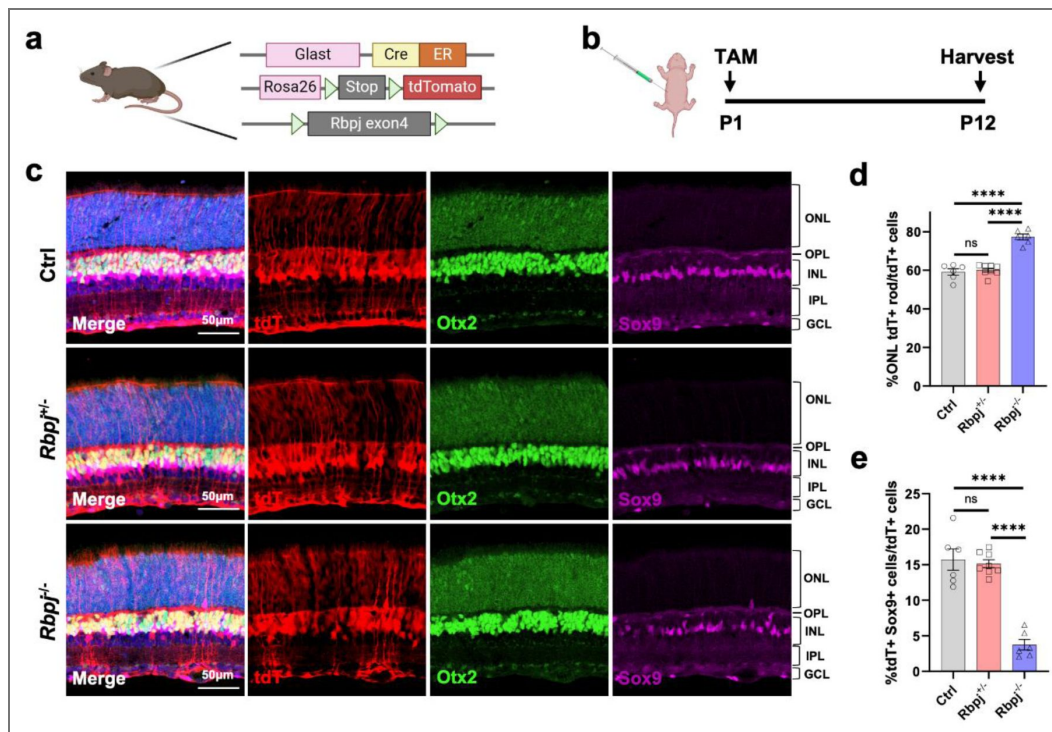 a
Glast Cre ER
Rosa26 Stop tdTomato
Rbpj exon4
b
TAM Harvest
P1 P12
c
Ctrl
Merge 50μm tdT Otx2 Sox9
ONL
OPL
INL
IPL
GCL
Rbpj+/-
Merge 50μm tdT Otx2 Sox9
ONL
OPL
INL
IPL
GCL
Rbpj-/-
Merge 50μm tdT Otx2 Sox9
ONL
OPL
INL
IPL
GCL
d
%ONL tdT+ rod/tdT+ cells
****
****
ns
80
60
40
20
0
Ctrl Rbpj+/- Rbpj-/-
e
%tdT+ Sox9+ cells/tdT+ cells
****
ns
****
25
20
15
10
5
0
Ctrl Rbpj+/- Rbpj-/-